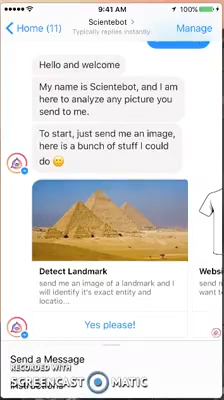 9:41 AM
100%
Home (11)
Scientebot >
Typically replies instantly
Manage
Hello and welcome
My name is Scientebot, and I am
here to analyze any picture you
send to me.
To start, just send me an image,
here is a bunch of stuff I could
do 🙂
Detect Landmark
send me an image of a landmark and I
will identify it's exact entity and
locatio...
Yes please!
Websi
send m
want t
Send a Message
RECORDED WITH
SCREENCAST MATIC